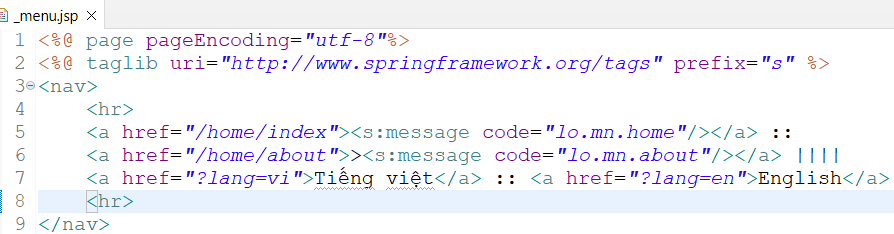 _menu.jsp
1 <%@ page pageEncoding="utf-8"%>
2 <%@ taglib uri="http://www.springframework.org/tags" prefix="s" %>
3 <nav>
4     <hr>
5     <a href="/home/index"><s:message code="lo.mn.home"/></a> ::
6     <a href="/home/about">><s:message code="lo.mn.about"/></a> ||||
7     <a href="?lang=vi">Tiếng việt</a> :: <a href="?lang=en">English</a>
8     <hr>
9 </nav>